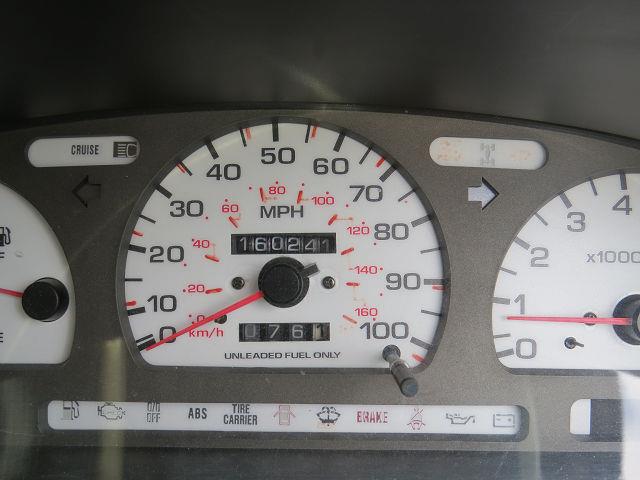 CRUISE
50
40
60
30
70
20
80
10
90
0
100
80
60
100
40
120
20
140
0
160
MPH
km/h
160241
0761
UNLEADED FUEL ONLY
F
E
4
3
2
1
0
x1000
O/D OFF
ABS
TIRE CARRIER
BRAKE